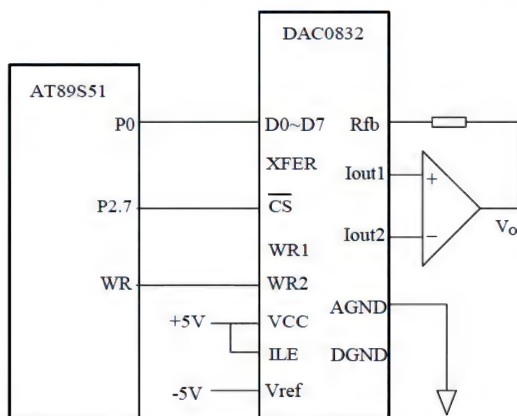 DAC0832
AT89S51
P0
D0~D7
Rfb
XFER
Iout1
+
P2.7
CS
Iout2
−
Vo
WR1
WR
WR2
+5V
VCC
AGND
ILE
DGND
-5V
Vref